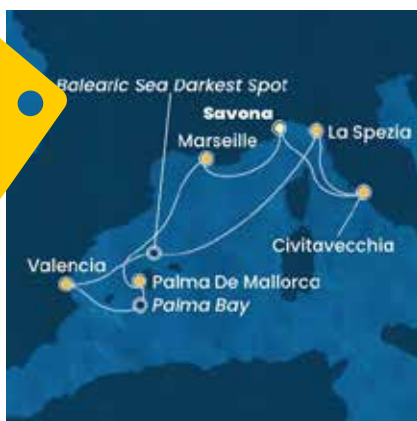 Balearic Sea Darkest Spot
Savona
Marseille
La Spezia
Civitavecchia
Valencia
Palma De Mallorca
Palma Bay